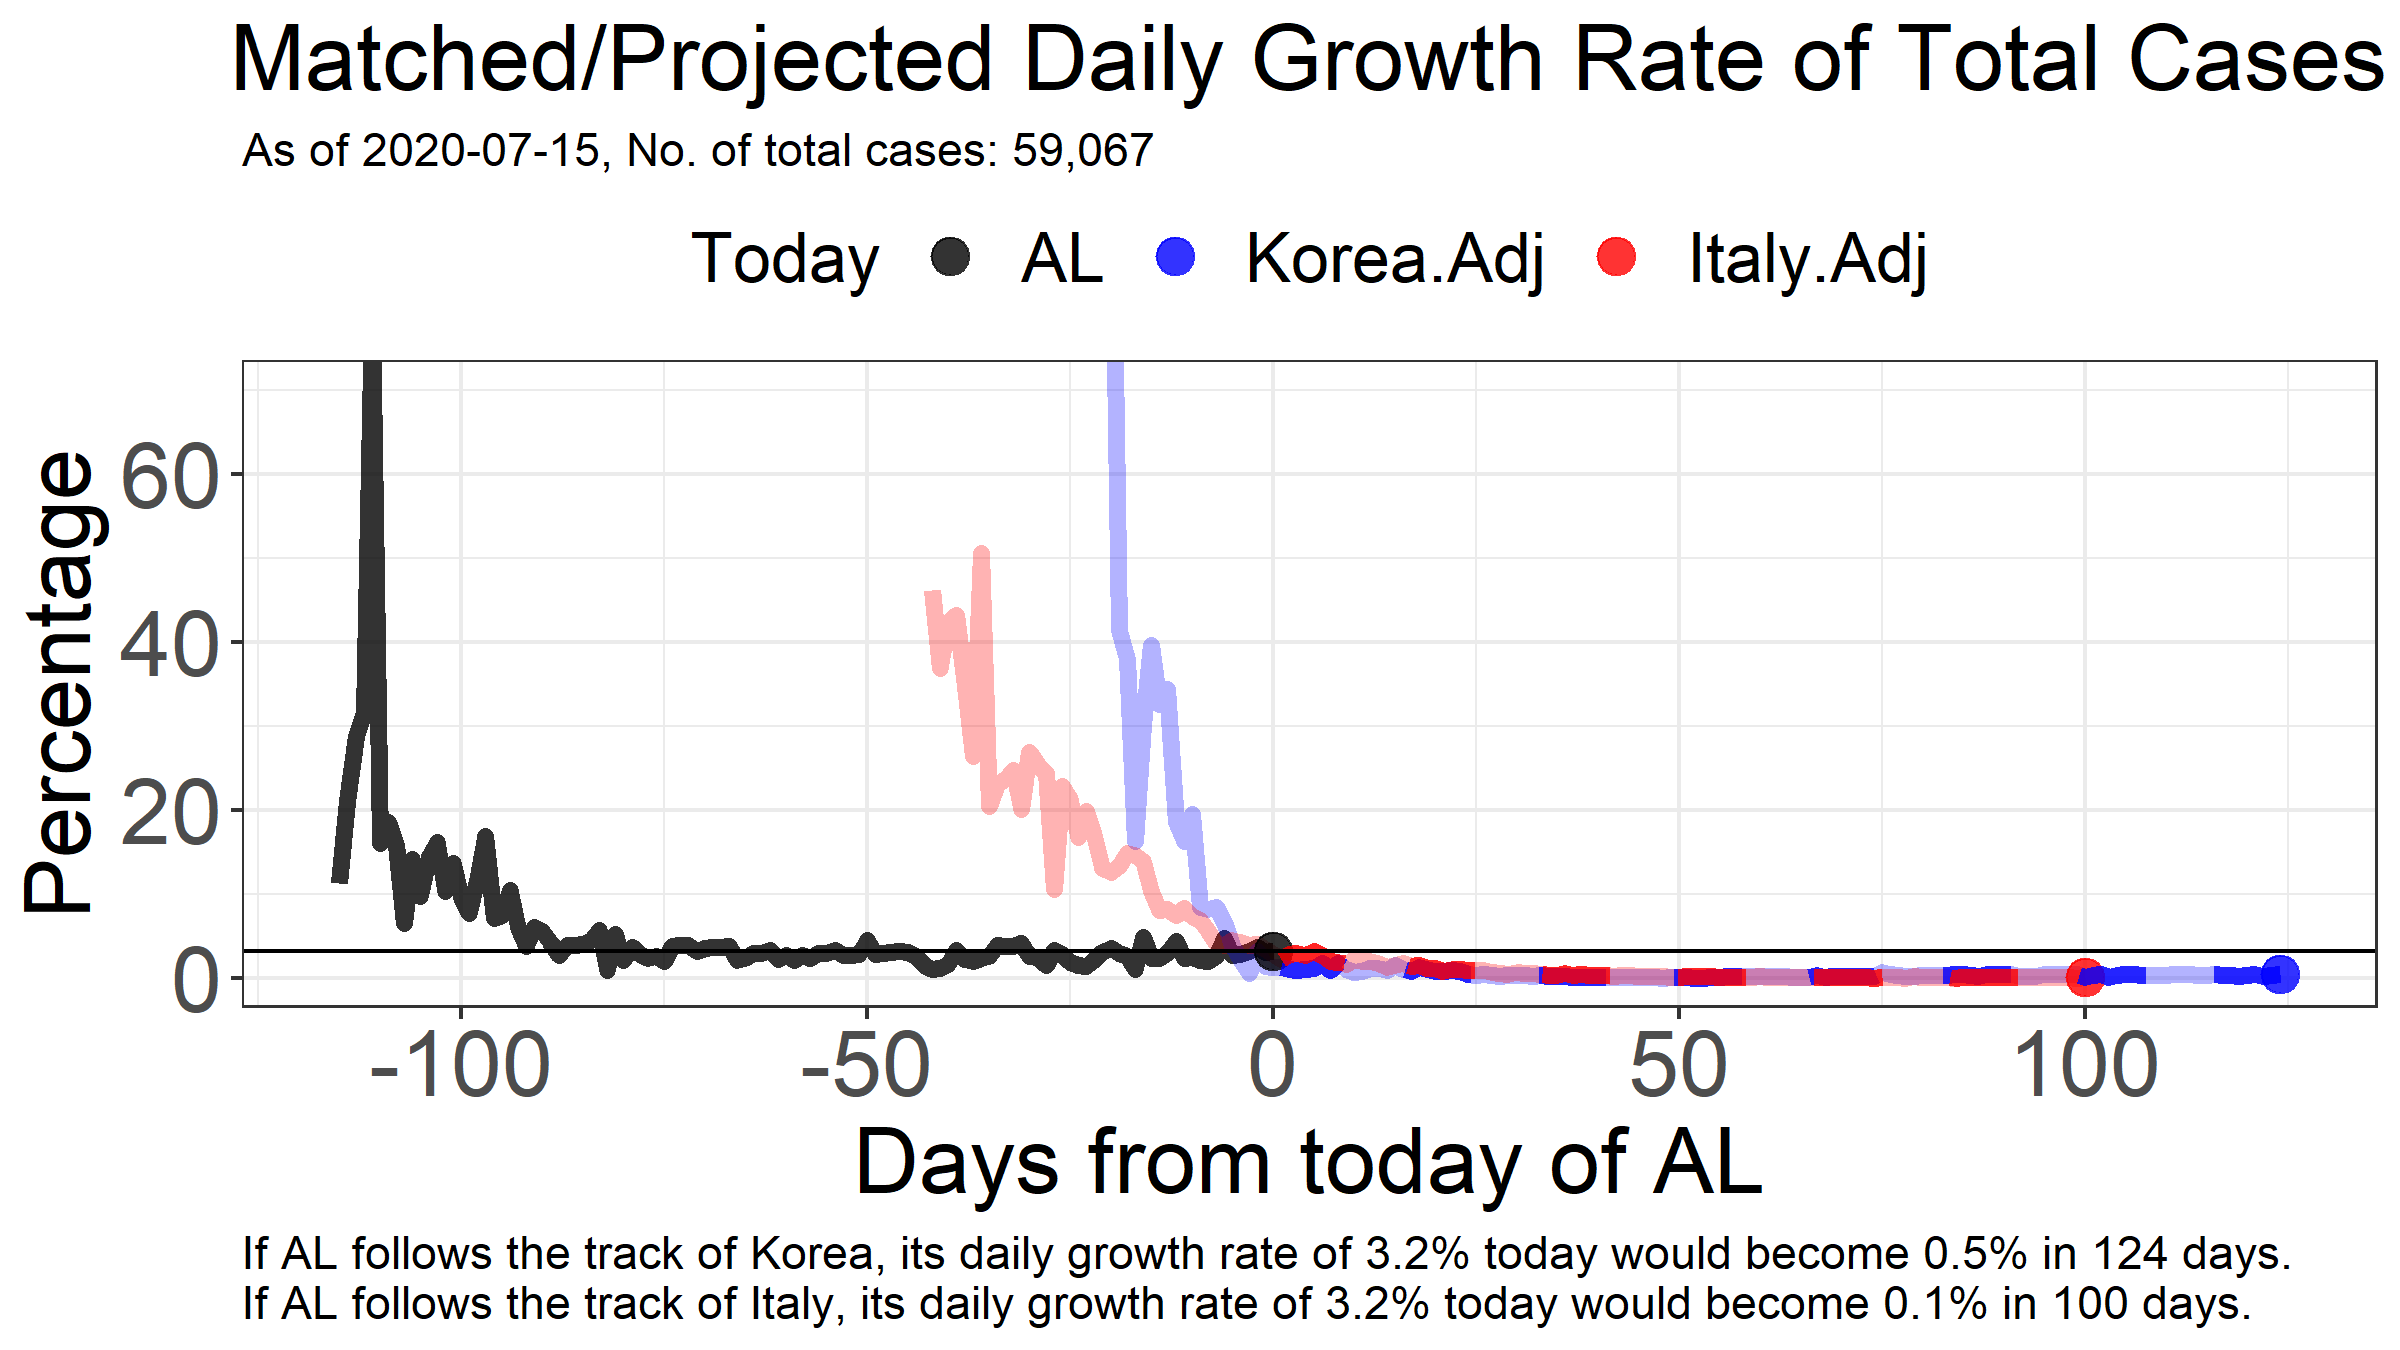 Matched/Projected Daily Growth Rate of Total Cases
As of 2020-07-15, No. of total cases: 59,067
Today AL Korea.Adj Italy.Adj
Percentage
60
40
20
0
-100 -50 0 50 100
Days from today of AL
If AL follows the track of Korea, its daily growth rate of 3.2% today would become 0.5% in 124 days.
If AL follows the track of Italy, its daily growth rate of 3.2% today would become 0.1% in 100 days.